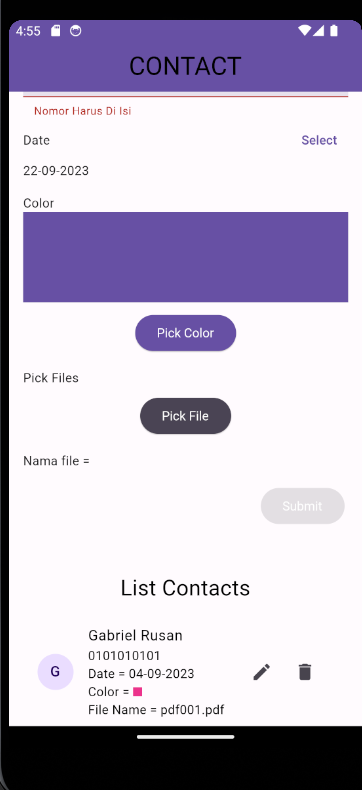 4:55
CONTACT
Nomor Harus Di Isi
Date
Select
22-09-2023
Color
Pick Color
Pick Files
Pick File
Nama file =
Submit
List Contacts
Gabriel Rusan
G
0101010101
Date = 04-09-2023
Color =
File Name = pdf001.pdf